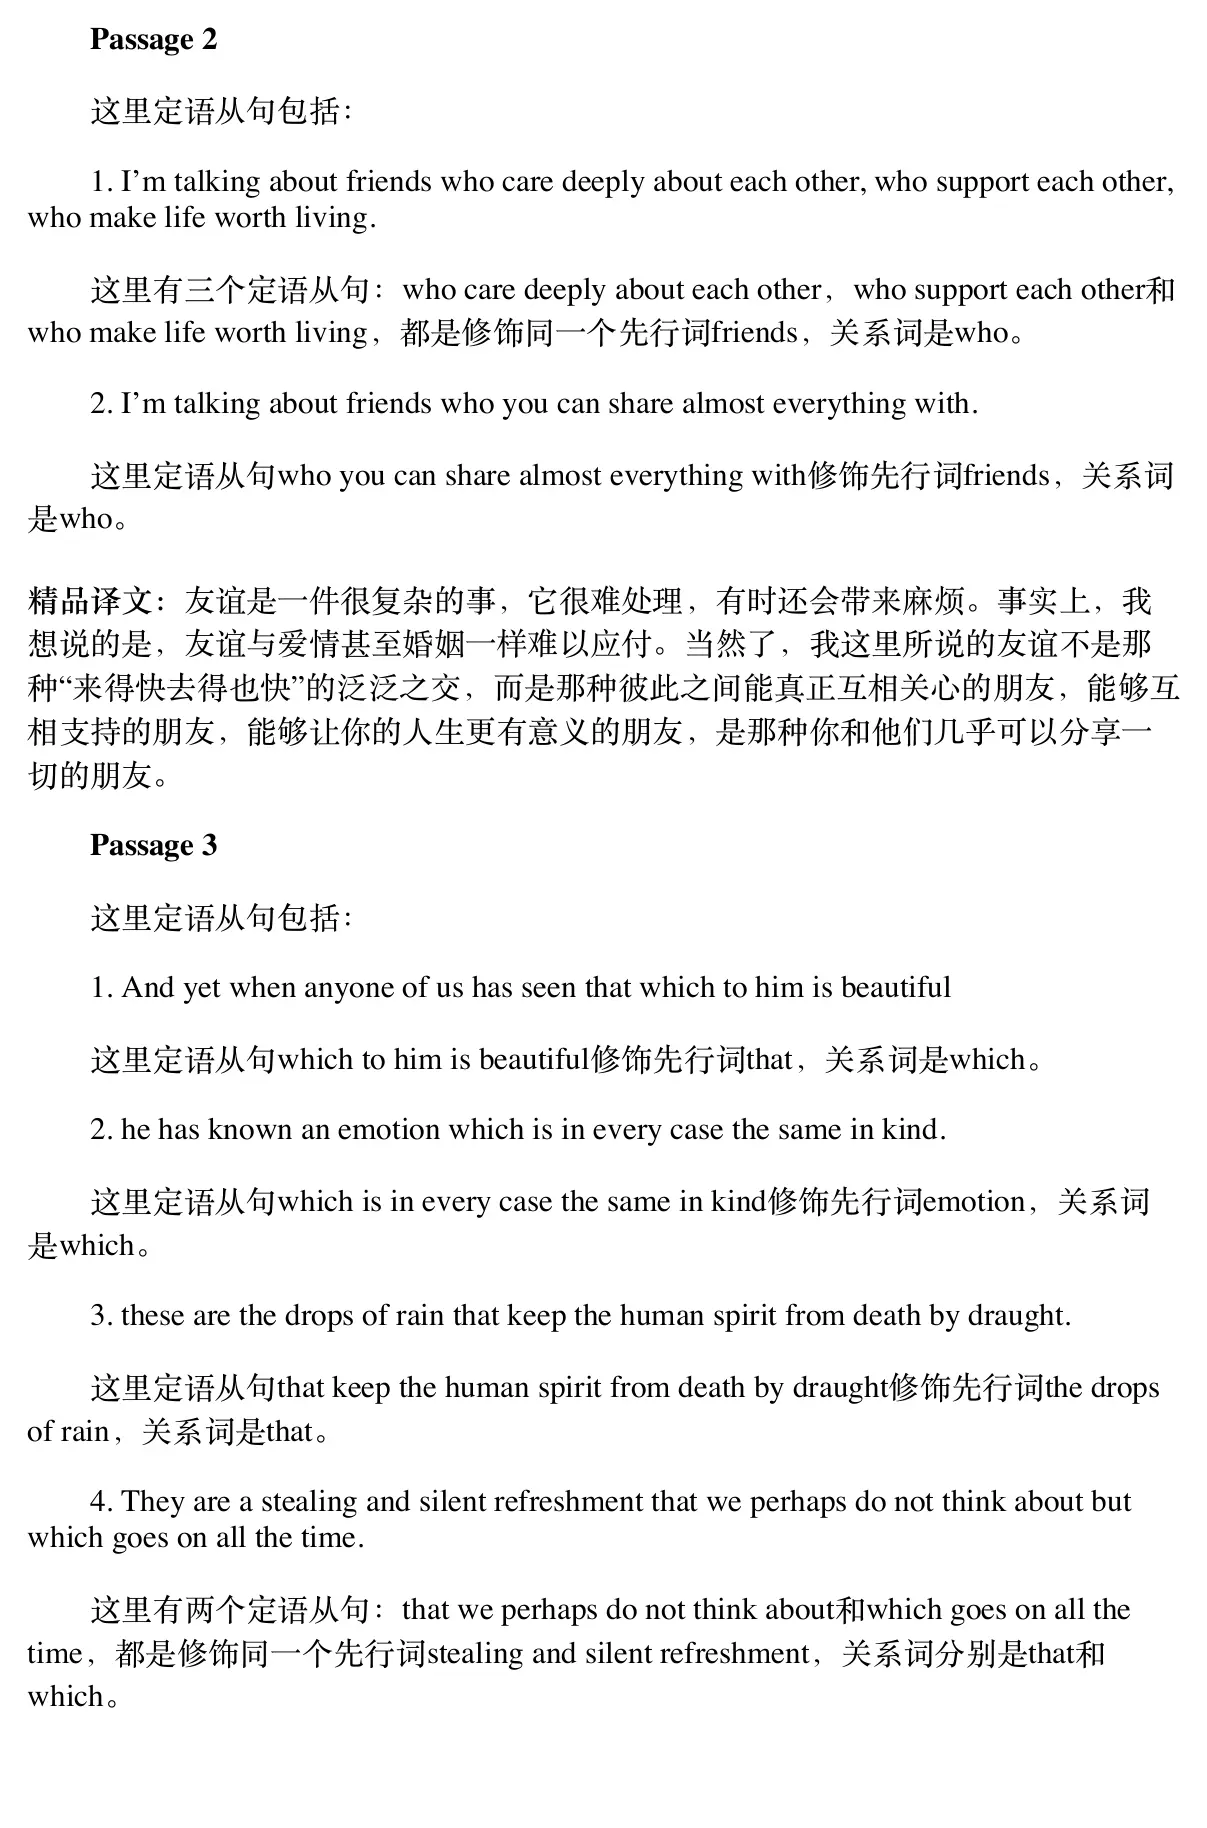 Passage 2
这里定语从句包括：
1. I’m talking about friends who care deeply about each other, who support each other,
who make life worth living.
这里有三个定语从句：who care deeply about each other，who support each other和
who make life worth living，都是修饰同一个先行词friends，关系词是who。
2. I’m talking about friends who you can share almost everything with.
这里定语从句who you can share almost everything with修饰先行词friends，关系词
是who。
精品译文：友谊是一件很复杂的事，它很难处理，有时还会带来麻烦。事实上，我
想说的是，友谊与爱情甚至婚姻一样难以应付。当然了，我这里所说的友谊不是那
种“来得快去得也快”的泛泛之交，而是那种彼此之间能真正互相关心的朋友，能够互
相支持的朋友，能够让你的人生更有意义的朋友，是那种你和他们几乎可以分享一
切的朋友。
Passage 3
这里定语从句包括：
1. And yet when anyone of us has seen that which to him is beautiful
这里定语从句which to him is beautiful修饰先行词that，关系词是which。
2. he has known an emotion which is in every case the same in kind.
这里定语从句which is in every case the same in kind修饰先行词emotion，关系词
是which。
3. these are the drops of rain that keep the human spirit from death by draught.
这里定语从句that keep the human spirit from death by draught修饰先行词the drops
of rain，关系词是that。
4. They are a stealing and silent refreshment that we perhaps do not think about but
which goes on all the time.
这里有两个定语从句：that we perhaps do not think about和which goes on all the
time，都是修饰同一个先行词stealing and silent refreshment，关系词分别是that和
which。